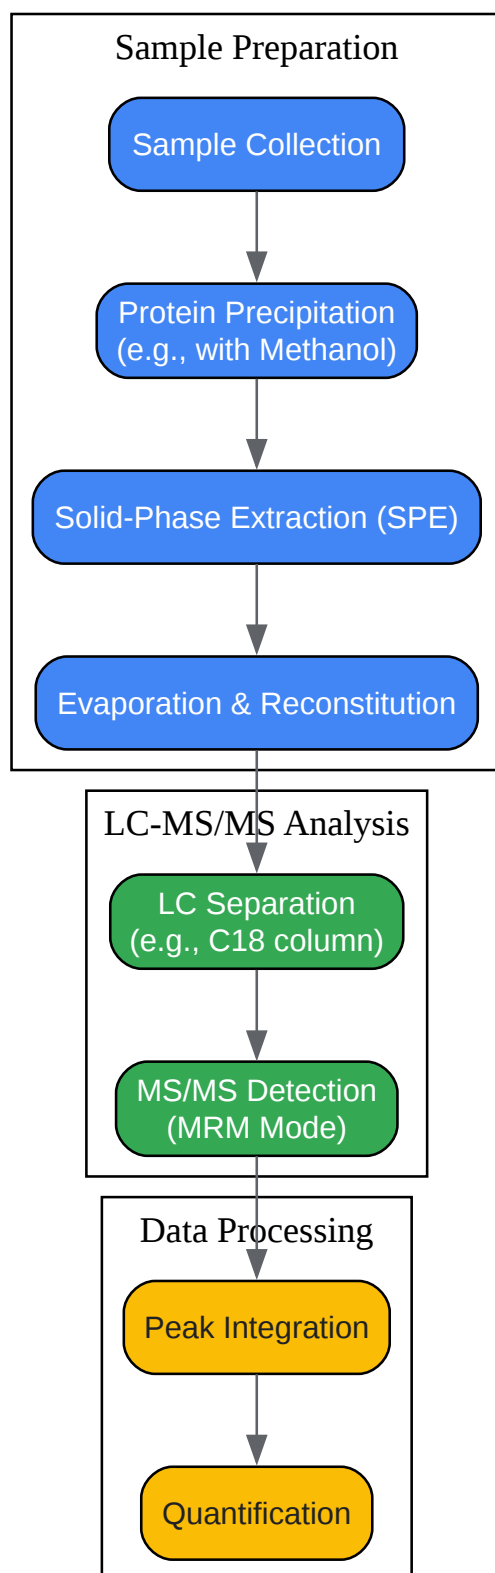 Sample Preparation
Sample Collection
Protein Precipitation
(e.g., with Methanol)
Solid-Phase Extraction (SPE)
Evaporation & Reconstitution
LC-MS/MS Analysis
LC Separation
(e.g., C18 column)
MS/MS Detection
(MRM Mode)
Data Processing
Peak Integration
Quantification